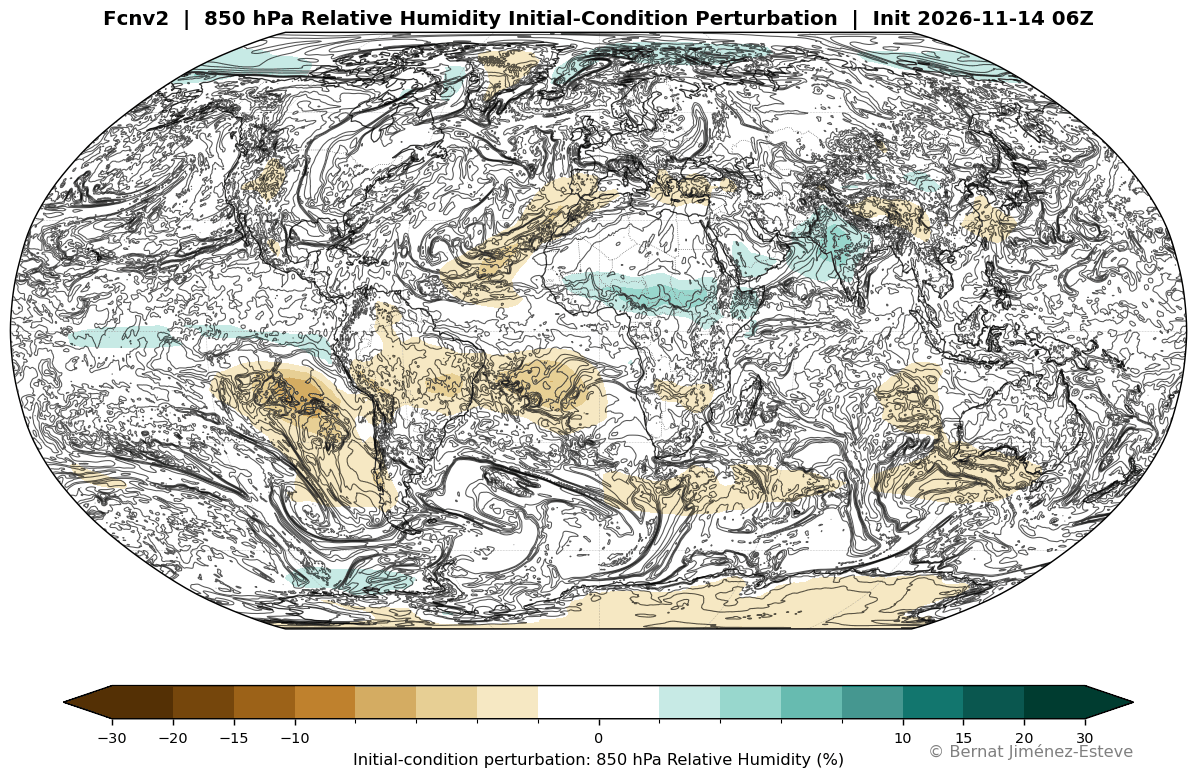 Fcnv2 | 850 hPa Relative Humidity Initial-Condition Perturbation | Init 2026-11-14 06Z
−30 −20 −15 −10 0 10 15 20 30
Initial-condition perturbation: 850 hPa Relative Humidity (%)
© Bernat Jiménez-Esteve